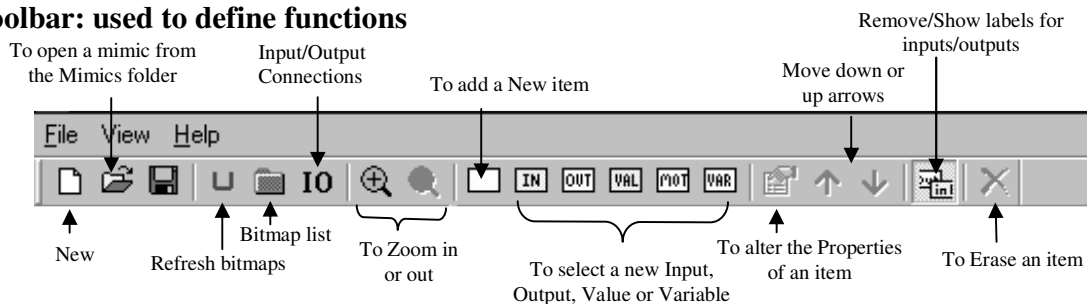 oolbar: used to define functions
Remove/Show labels for
inputs/outputs
To open a mimic from
the Mimics folder
Input/Output
Connections
To add a New item
Move down or
up arrows
File View Help
IO IN OUT VAL MOT VAR
New
Refresh bitmaps
Bitmap list
To Zoom in
or out
To select a new Input,
Output, Value or Variable
To alter the Properties
of an item
To Erase an item